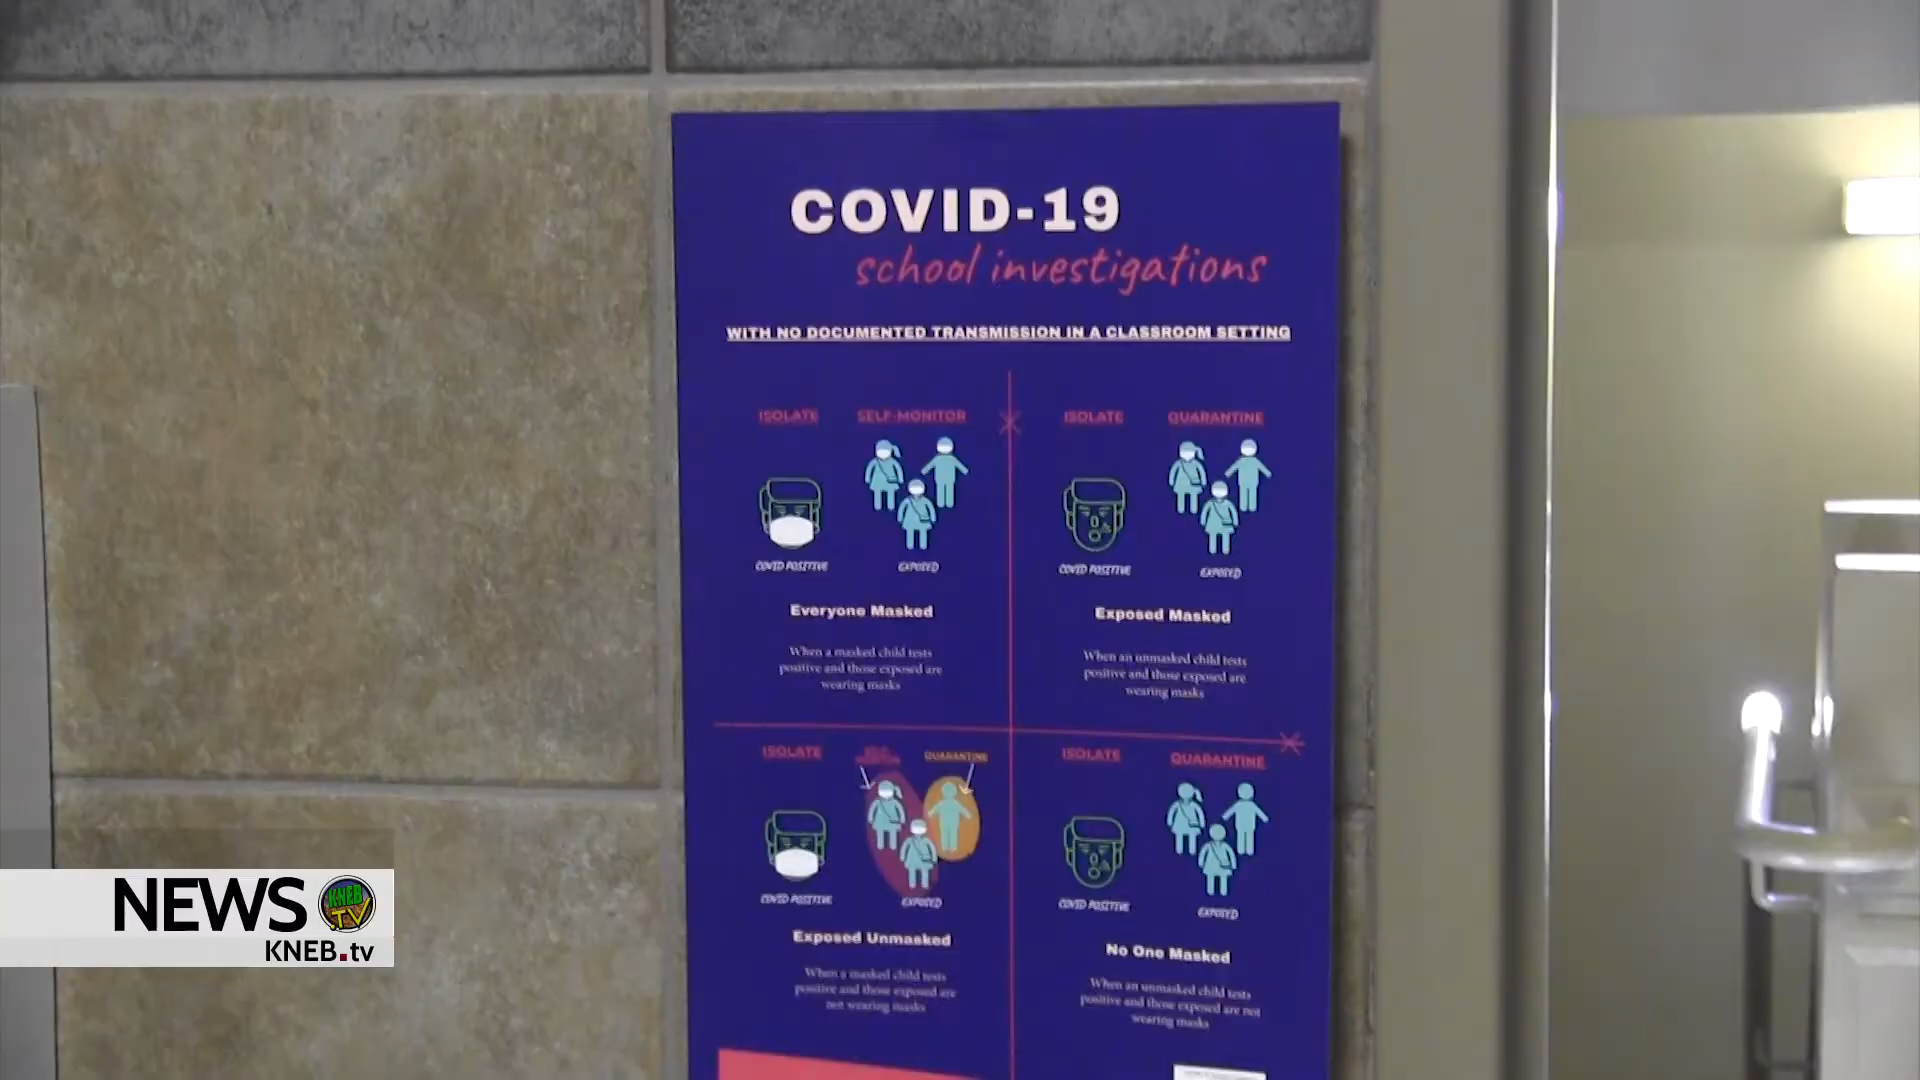 COVID-19
school investigations
WITH NO DOCUMENTED TRANSMISSION IN A CLASSROOM SETTING
ISOLATE
SELF-MONITOR
COVID POSITIVE
EXPOSED
Everyone Masked
When a masked child tests
positive and those exposed are
wearing masks
ISOLATE
QUARANTINE
COVID POSITIVE
EXPOSED
Exposed Masked
When an unmasked child tests
positive and those exposed are
wearing masks
ISOLATE
QUARANTINE
COVID POSITIVE
EXPOSED
Exposed Unmasked
When a masked child tests
positive and those exposed are
not wearing masks
ISOLATE
QUARANTINE
COVID POSITIVE
EXPOSED
No One Masked
When an unmasked child tests
positive and those exposed are not
wearing masks
NEWS
KNEB
.TV
KNEB.tv